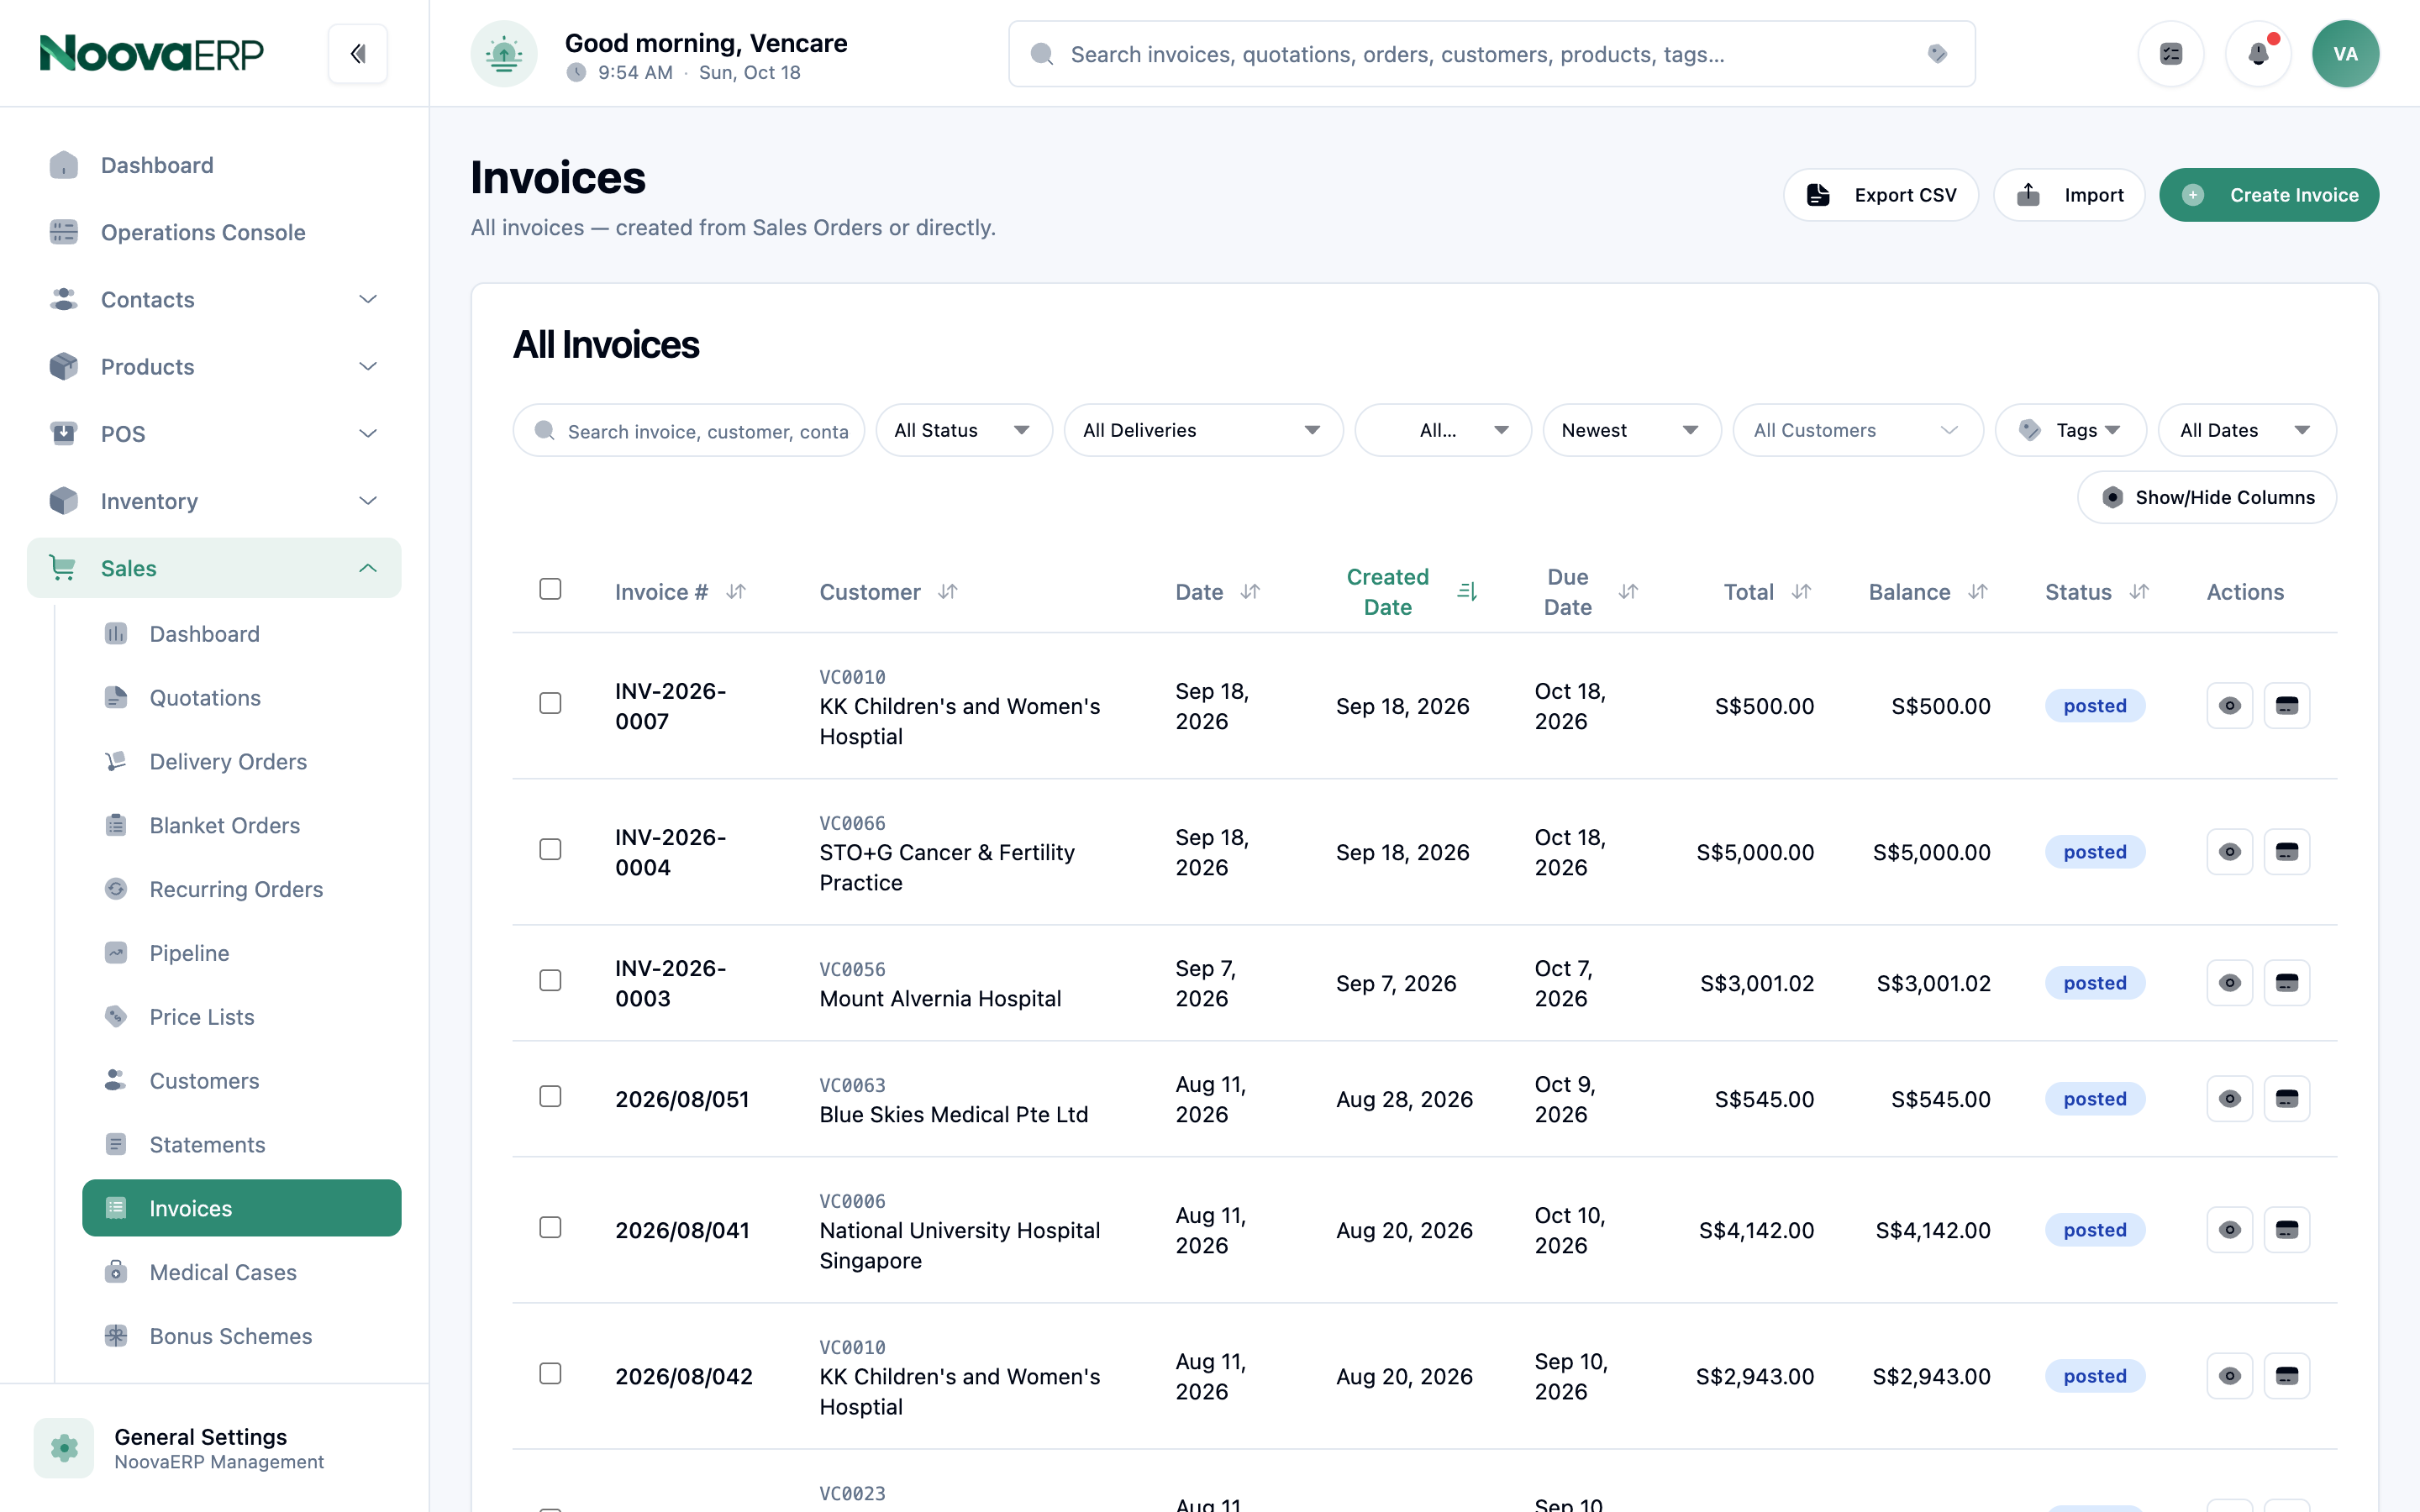 NoovaERP
Good morning, Vencare
9:54 AM · Sun, Oct 18
Search invoices, quotations, orders, customers, products, tags...
VA
Dashboard
Operations Console
Contacts
Products
POS
Inventory
Sales
Dashboard
Quotations
Delivery Orders
Blanket Orders
Recurring Orders
Pipeline
Price Lists
Customers
Statements
Invoices
Medical Cases
Bonus Schemes
General Settings
NoovaERP Management
Invoices
All invoices — created from Sales Orders or directly.
Export CSV
Import
Create Invoice
All Invoices
Search invoice, customer, conta
All Status
All Deliveries
All...
Newest
All Customers
Tags
All Dates
Show/Hide Columns
Invoice # Customer Date Created Date Due Date Total Balance Status Actions
INV-2026-0007 VC0010 KK Children's and Women's Hosptial Sep 18, 2026 Sep 18, 2026 Oct 18, 2026 S$500.00 S$500.00 posted
INV-2026-0004 VC0066 STO+G Cancer & Fertility Practice Sep 18, 2026 Sep 18, 2026 Oct 18, 2026 S$5,000.00 S$5,000.00 posted
INV-2026-0003 VC0056 Mount Alvernia Hospital Sep 7, 2026 Sep 7, 2026 Oct 7, 2026 S$3,001.02 S$3,001.02 posted
2026/08/051 VC0063 Blue Skies Medical Pte Ltd Aug 11, 2026 Aug 28, 2026 Oct 9, 2026 S$545.00 S$545.00 posted
2026/08/041 VC0006 National University Hospital Singapore Aug 11, 2026 Aug 20, 2026 Oct 10, 2026 S$4,142.00 S$4,142.00 posted
2026/08/042 VC0010 KK Children's and Women's Hosptial Aug 11, 2026 Aug 20, 2026 Sep 10, 2026 S$2,943.00 S$2,943.00 posted
VC0023 Aug 11, Sep 10,